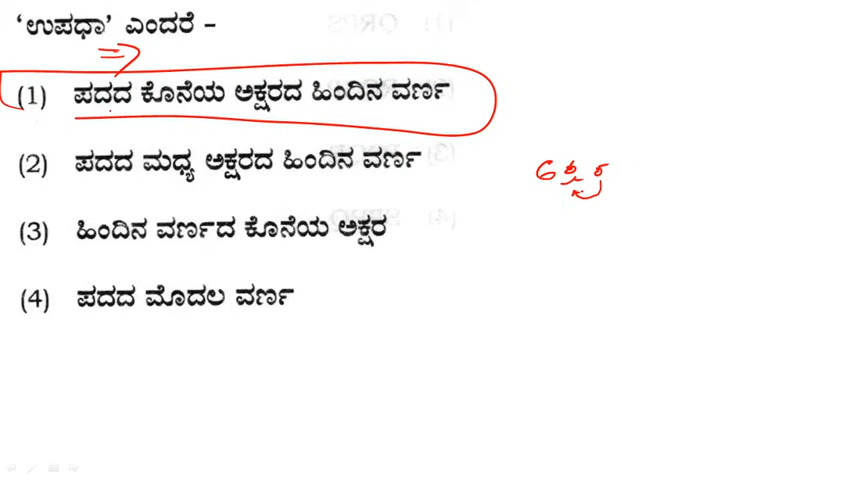 ‘ಉಪಧಾ’ ಎಂದರೆ –
(1) ಪದದ ಕೊನೆಯ ಅಕ್ಷರದ ಹಿಂದಿನ ವರ್ಣ
(2) ಪದದ ಮಧ್ಯ ಅಕ್ಷರದ ಹಿಂದಿನ ವರ್ಣ
(3) ಹಿಂದಿನ ವರ್ಣದ ಕೊನೆಯ ಅಕ್ಷರ
(4) ಪದದ ಮೊದಲ ವರ್ಣ